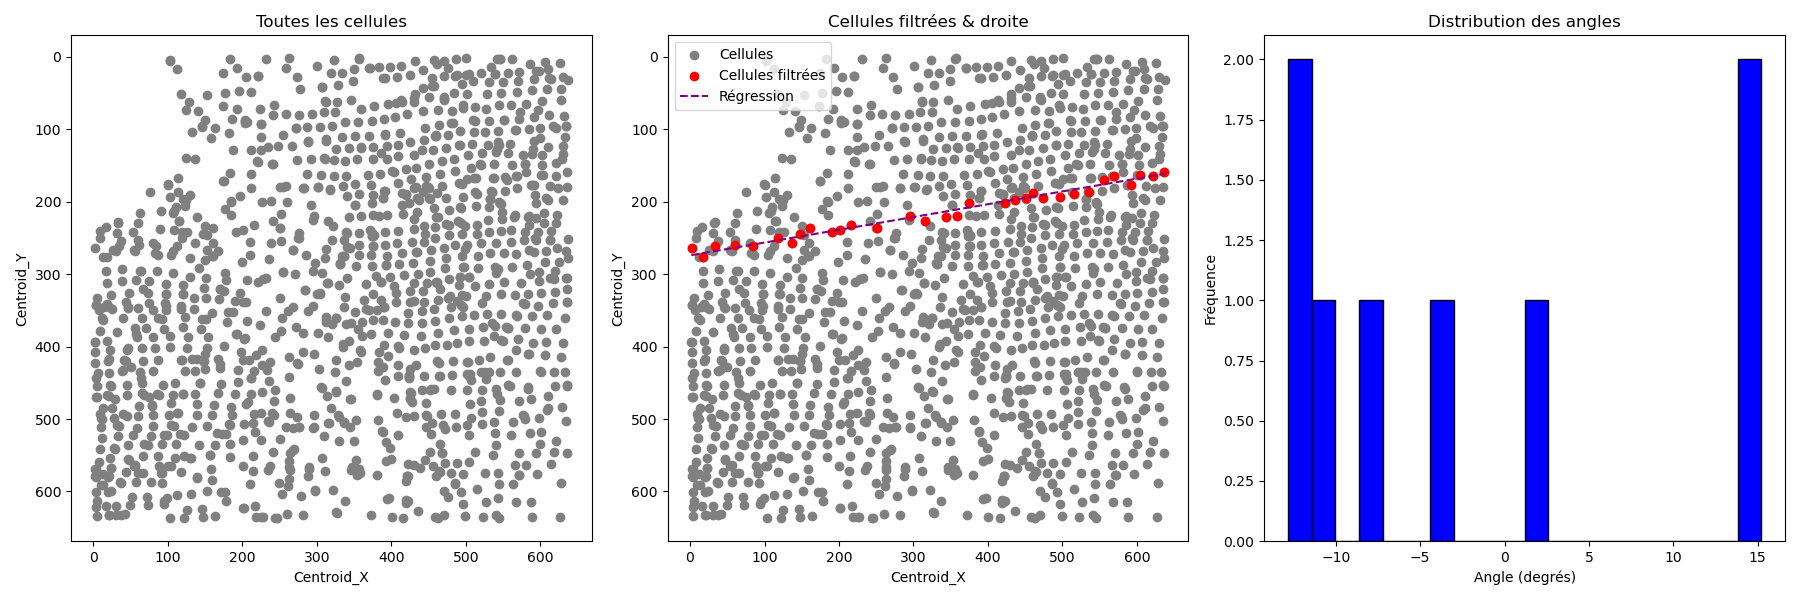 Toutes les cellules
0
100
200
300
400
500
600
Centroid_Y
0 100 200 300 400 500 600
Centroid_X
Cellules filtrées & droite
Cellules
Cellules filtrées
Régression
0
100
200
300
400
500
600
Centroid_Y
0 100 200 300 400 500 600
Centroid_X
Distribution des angles
2.00
1.75
1.50
1.25
1.00
0.75
0.50
0.25
0.00
Fréquence
−10 −5 0 5 10 15
Angle (degrés)